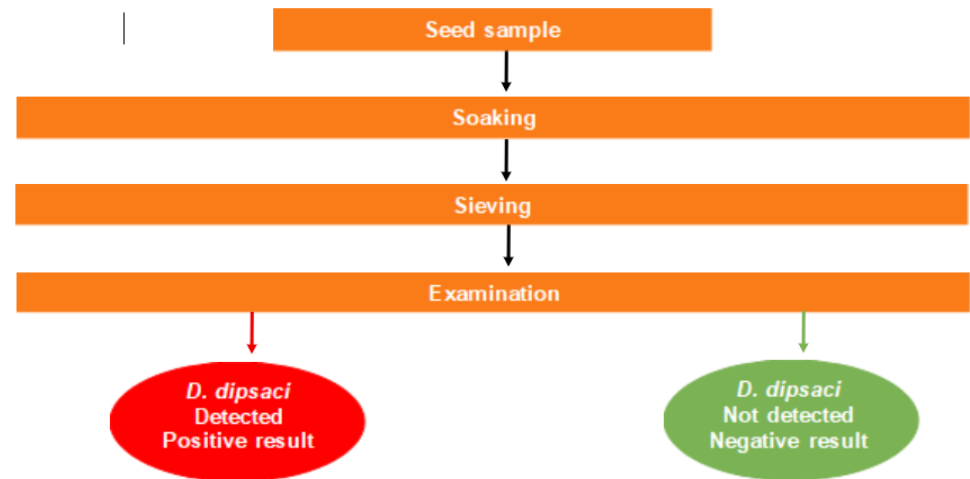 Seed sample
Soaking
Sieving
Examination
D. dipsaci
Detected
Positive result
D. dipsaci
Not detected
Negative result